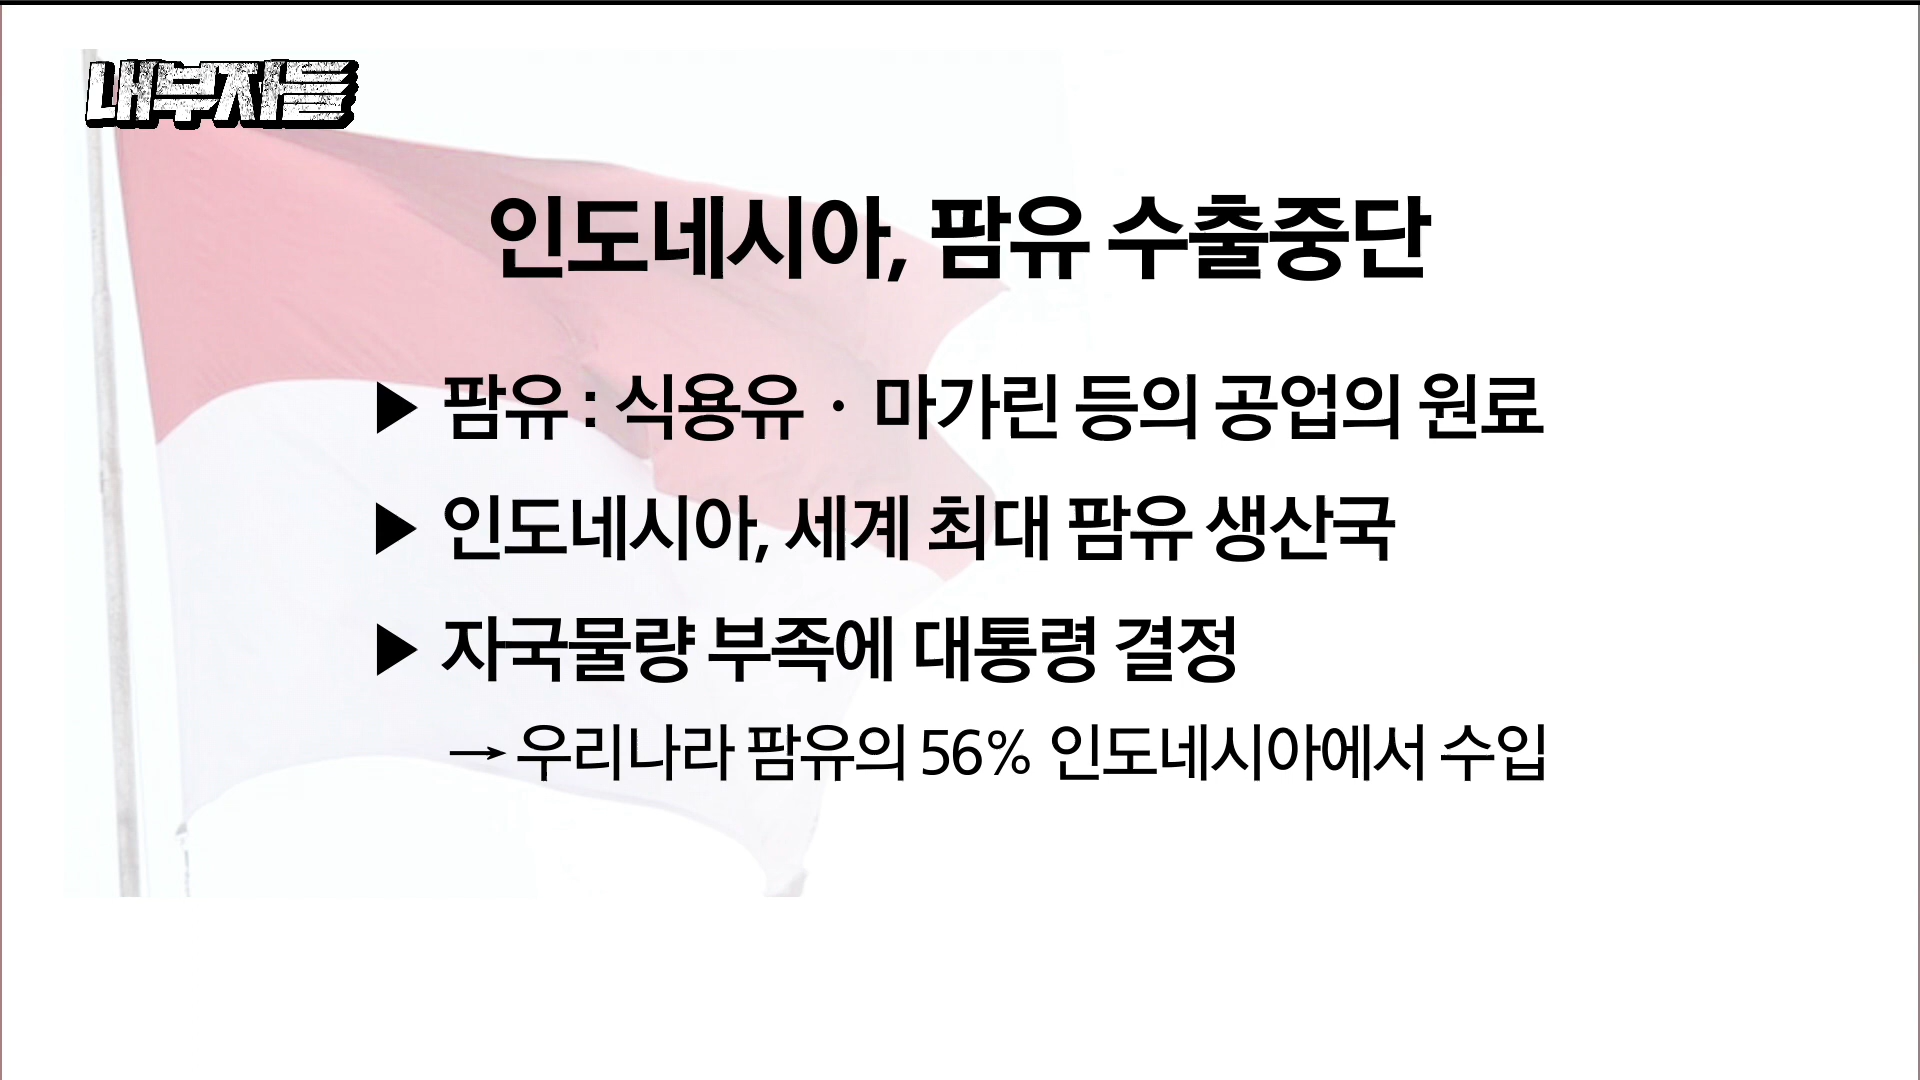 내부자들
인도네시아, 팜유 수출중단
▶ 팜유 : 식용유 · 마가린 등의 공업의 원료
▶ 인도네시아, 세계 최대 팜유 생산국
▶ 자국물량 부족에 대통령 결정
→ 우리나라 팜유의 56% 인도네시아에서 수입